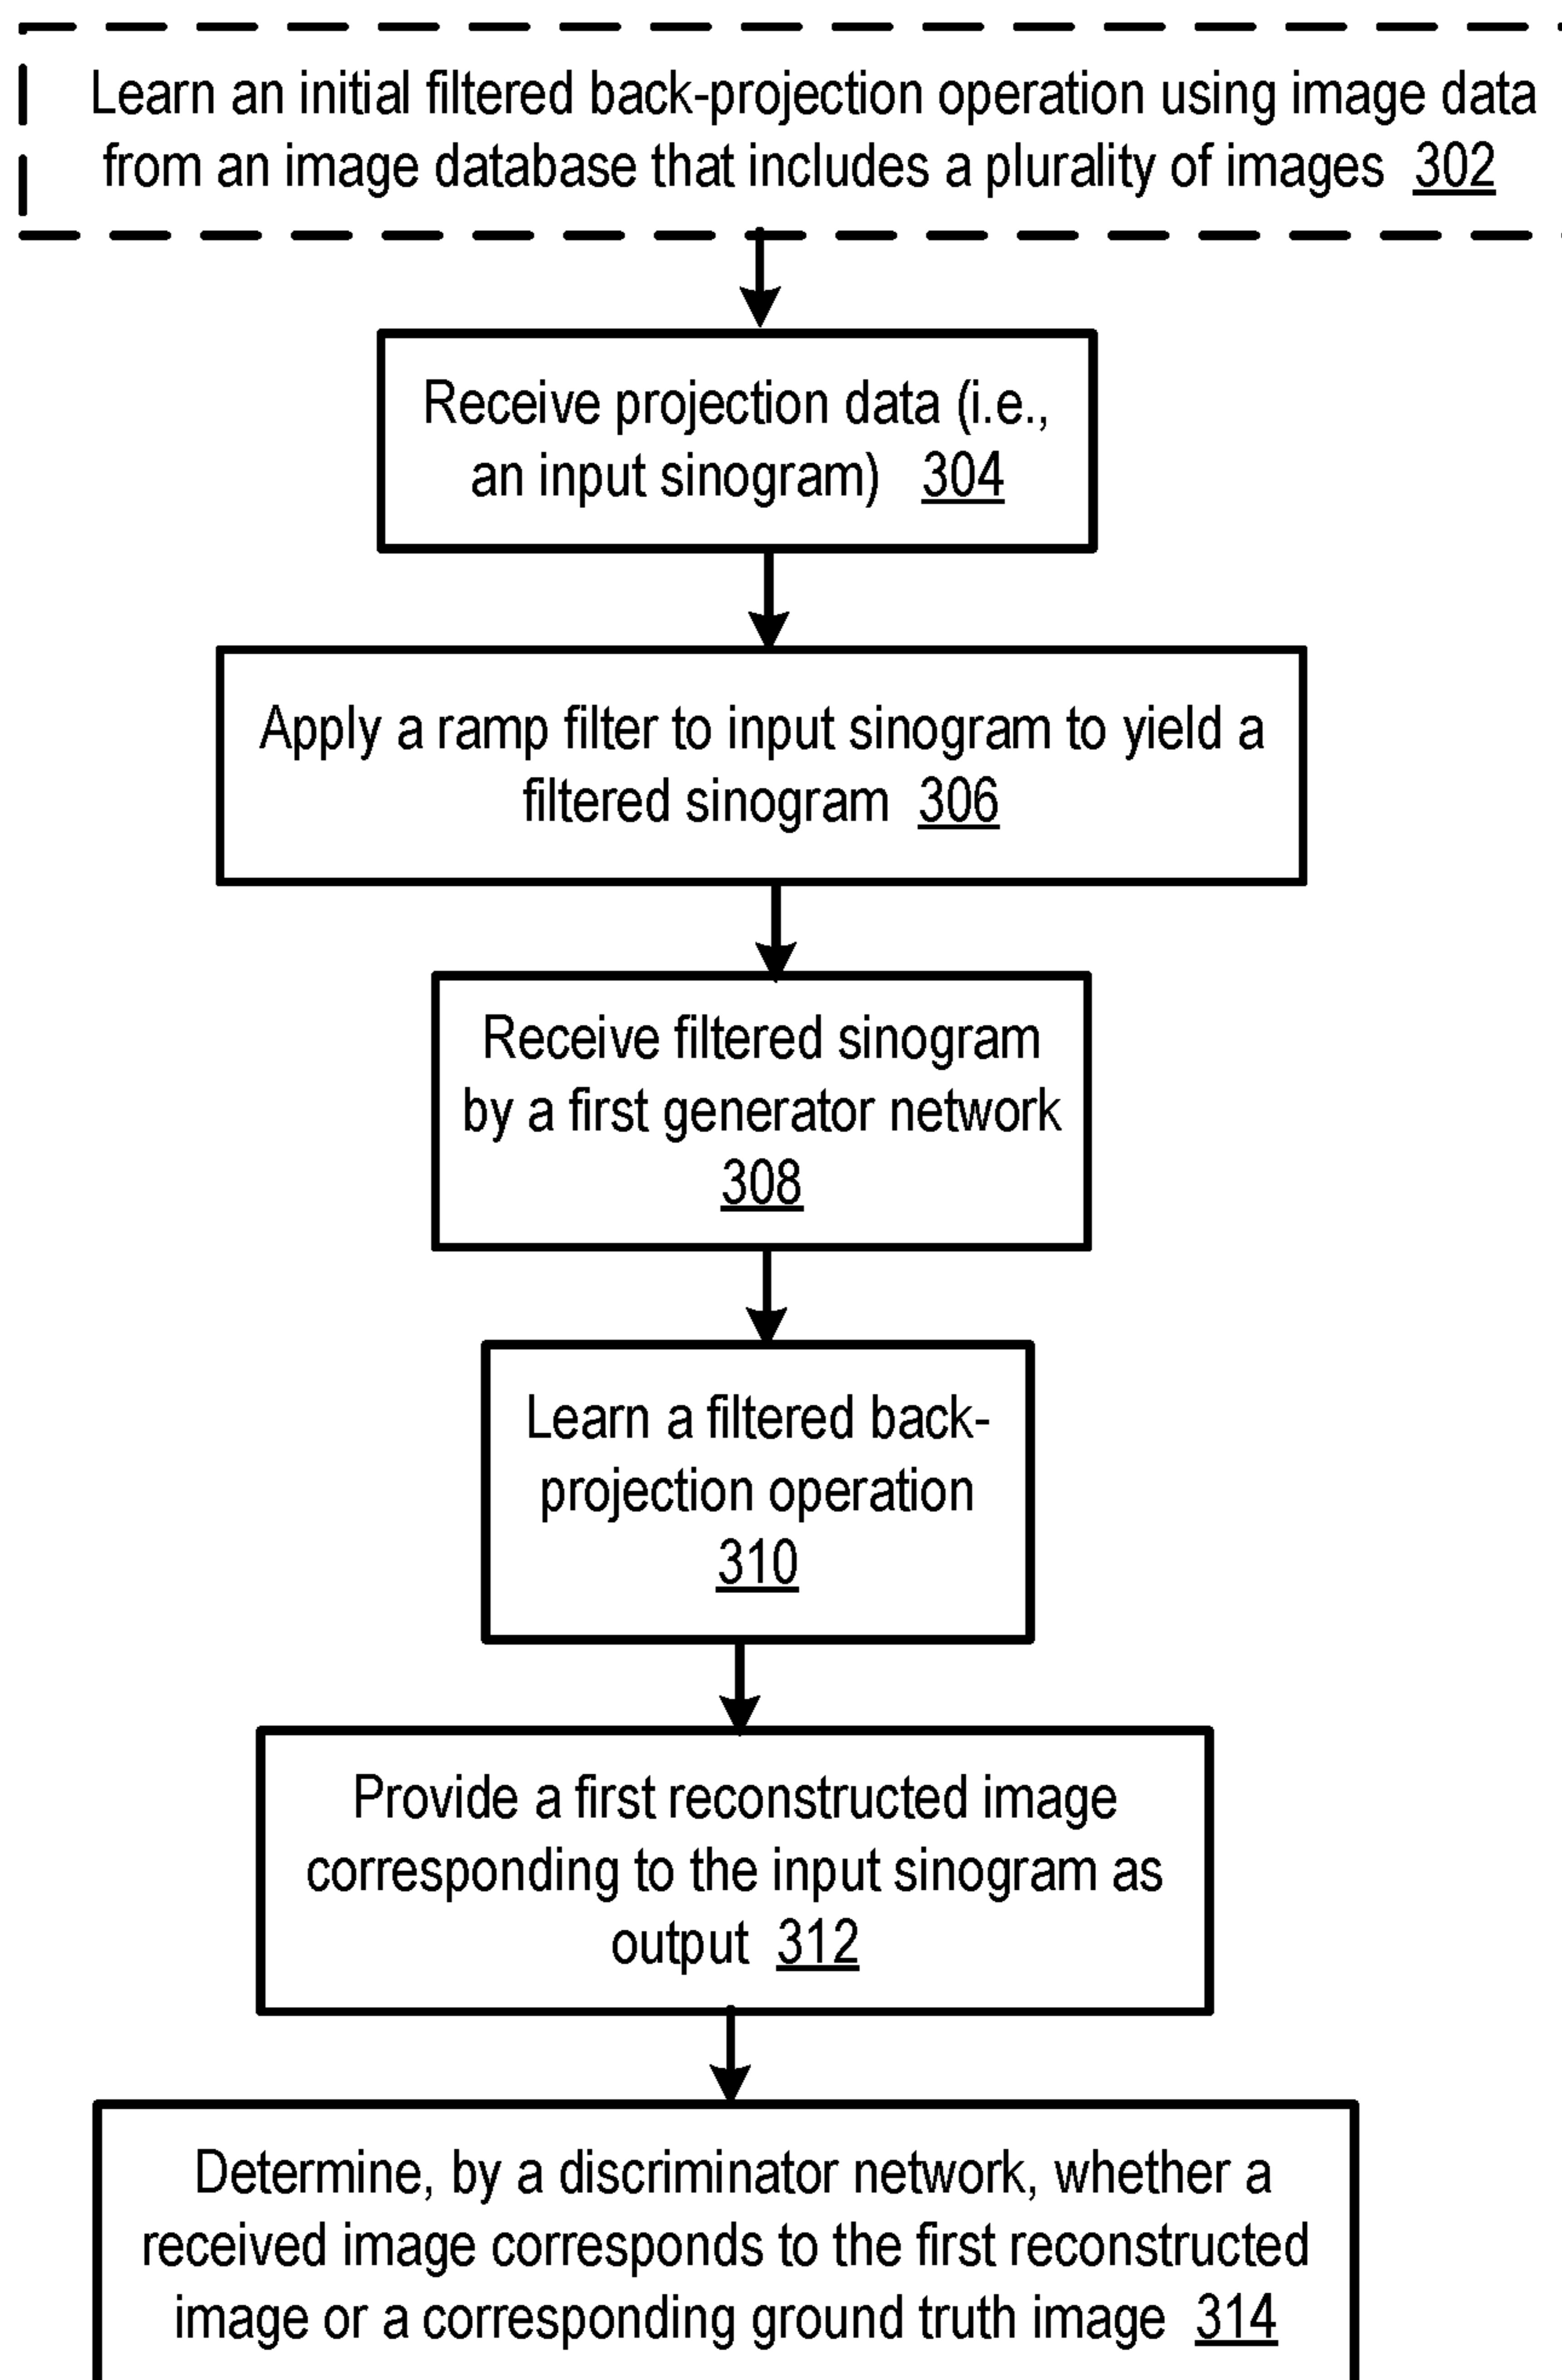 Learn an initial filtered back-projection operation using image data
from an image database that includes a plurality of images 302
Receive projection data (i.e.,
an input sinogram) 304
Apply a ramp filter to input sinogram to yield a
filtered sinogram 306
Receive filtered sinogram
by a first generator network
308
Learn a filtered back-
projection operation
310
Provide a first reconstructed image
corresponding to the input sinogram as
output 312
Determine, by a discriminator network, whether a
received image corresponds to the first reconstructed
image or a corresponding ground truth image 314